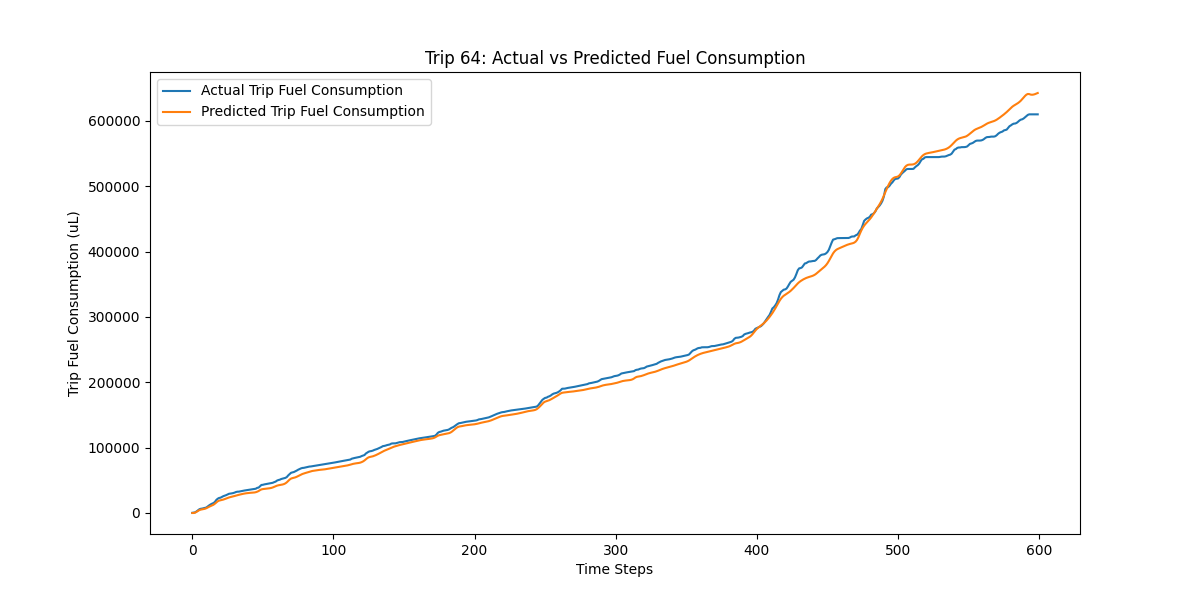 Trip 64: Actual vs Predicted Fuel Consumption
Actual Trip Fuel Consumption
Predicted Trip Fuel Consumption
Trip Fuel Consumption (uL)
600000
500000
400000
300000
200000
100000
0
0 100 200 300 400 500 600
Time Steps